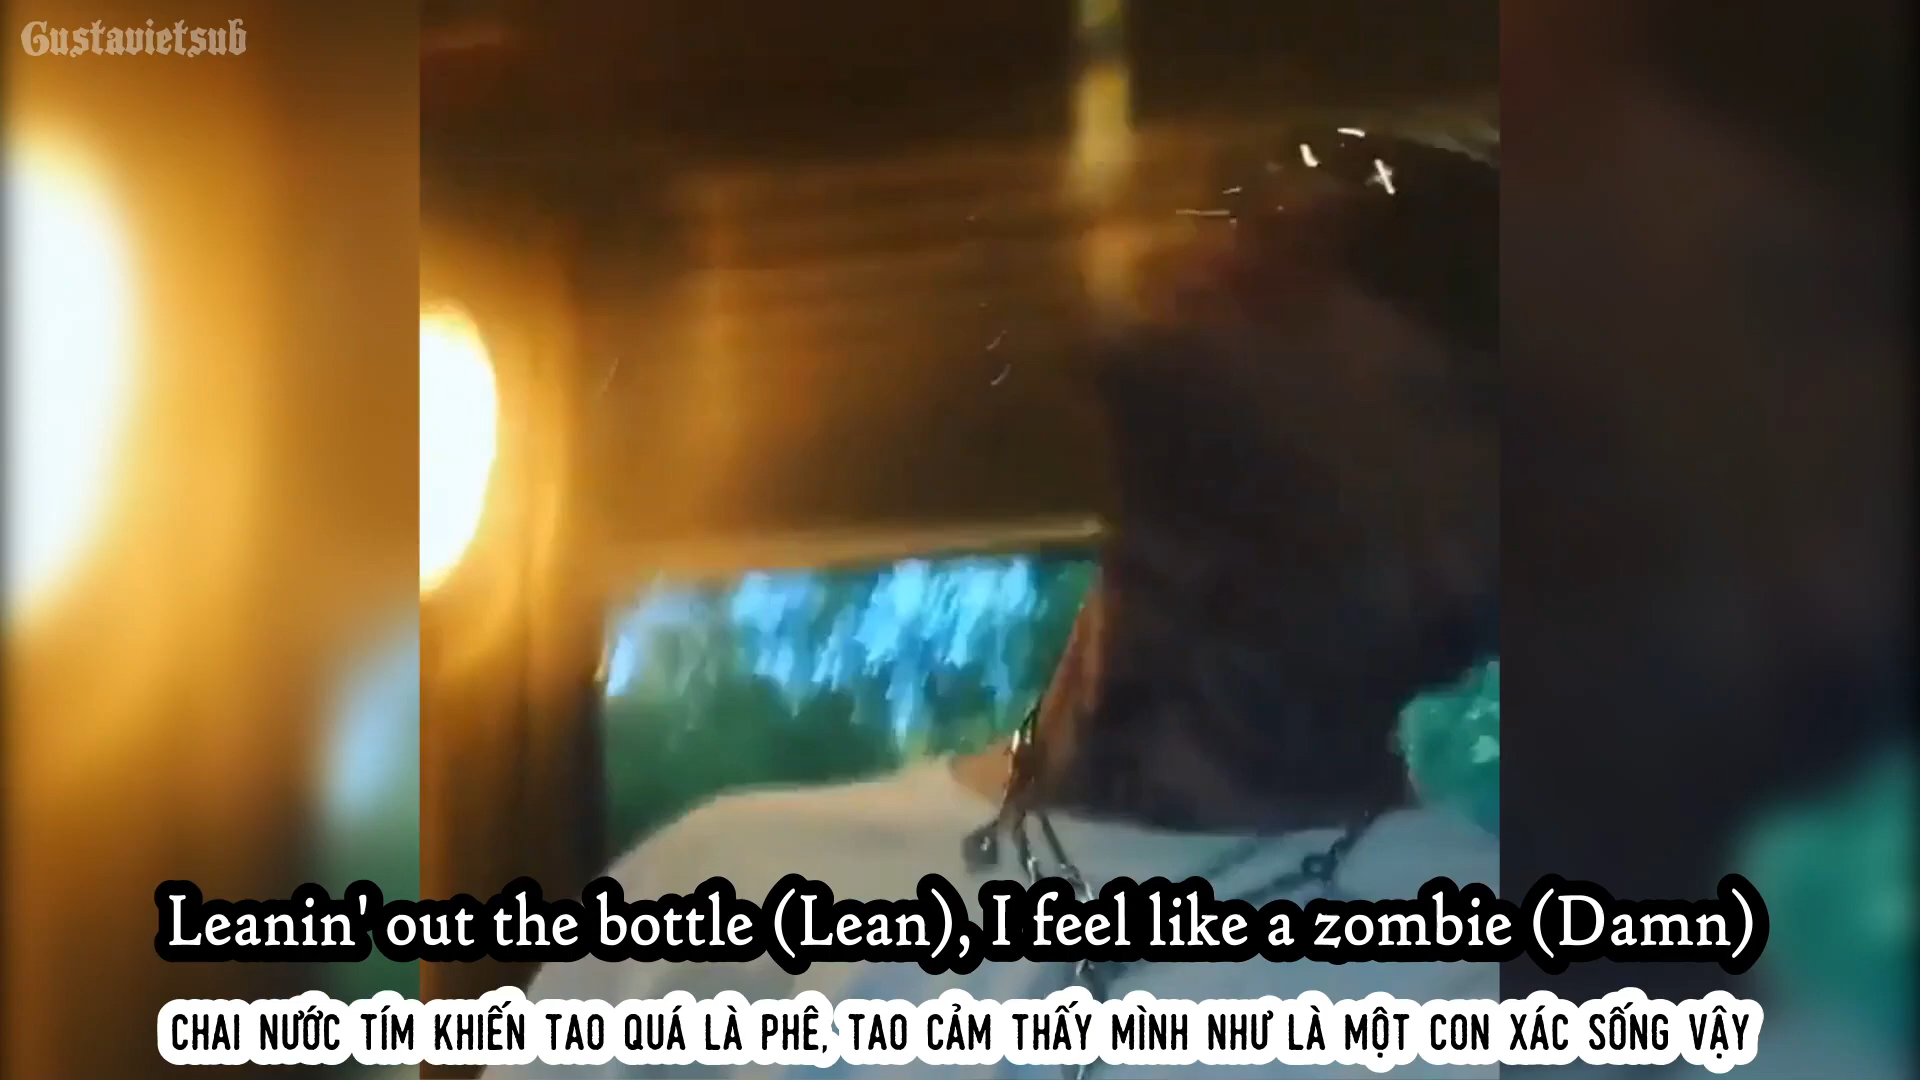 Gustavietsub
Leanin' out the bottle (Lean), I feel like a zombie (Damn)
CHAI NƯỚC TÍM KHIẾN TAO QUÁ LÀ PHÊ, TAO CẢM THẤY MÌNH NHƯ LÀ MỘT CON XÁC SỐNG VẬY